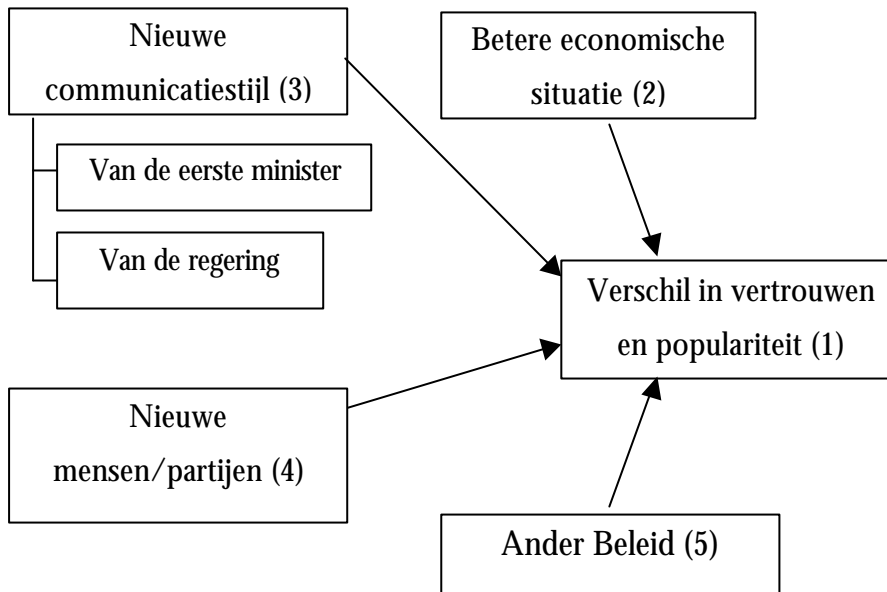 Nieuwe
communicatiestijl (3)
Van de eerste minister
Van de regering
Betere economische
situatie (2)
Verschil in vertrouwen
en populariteit (1)
Nieuwe
mensen/partijen (4)
Ander Beleid (5)